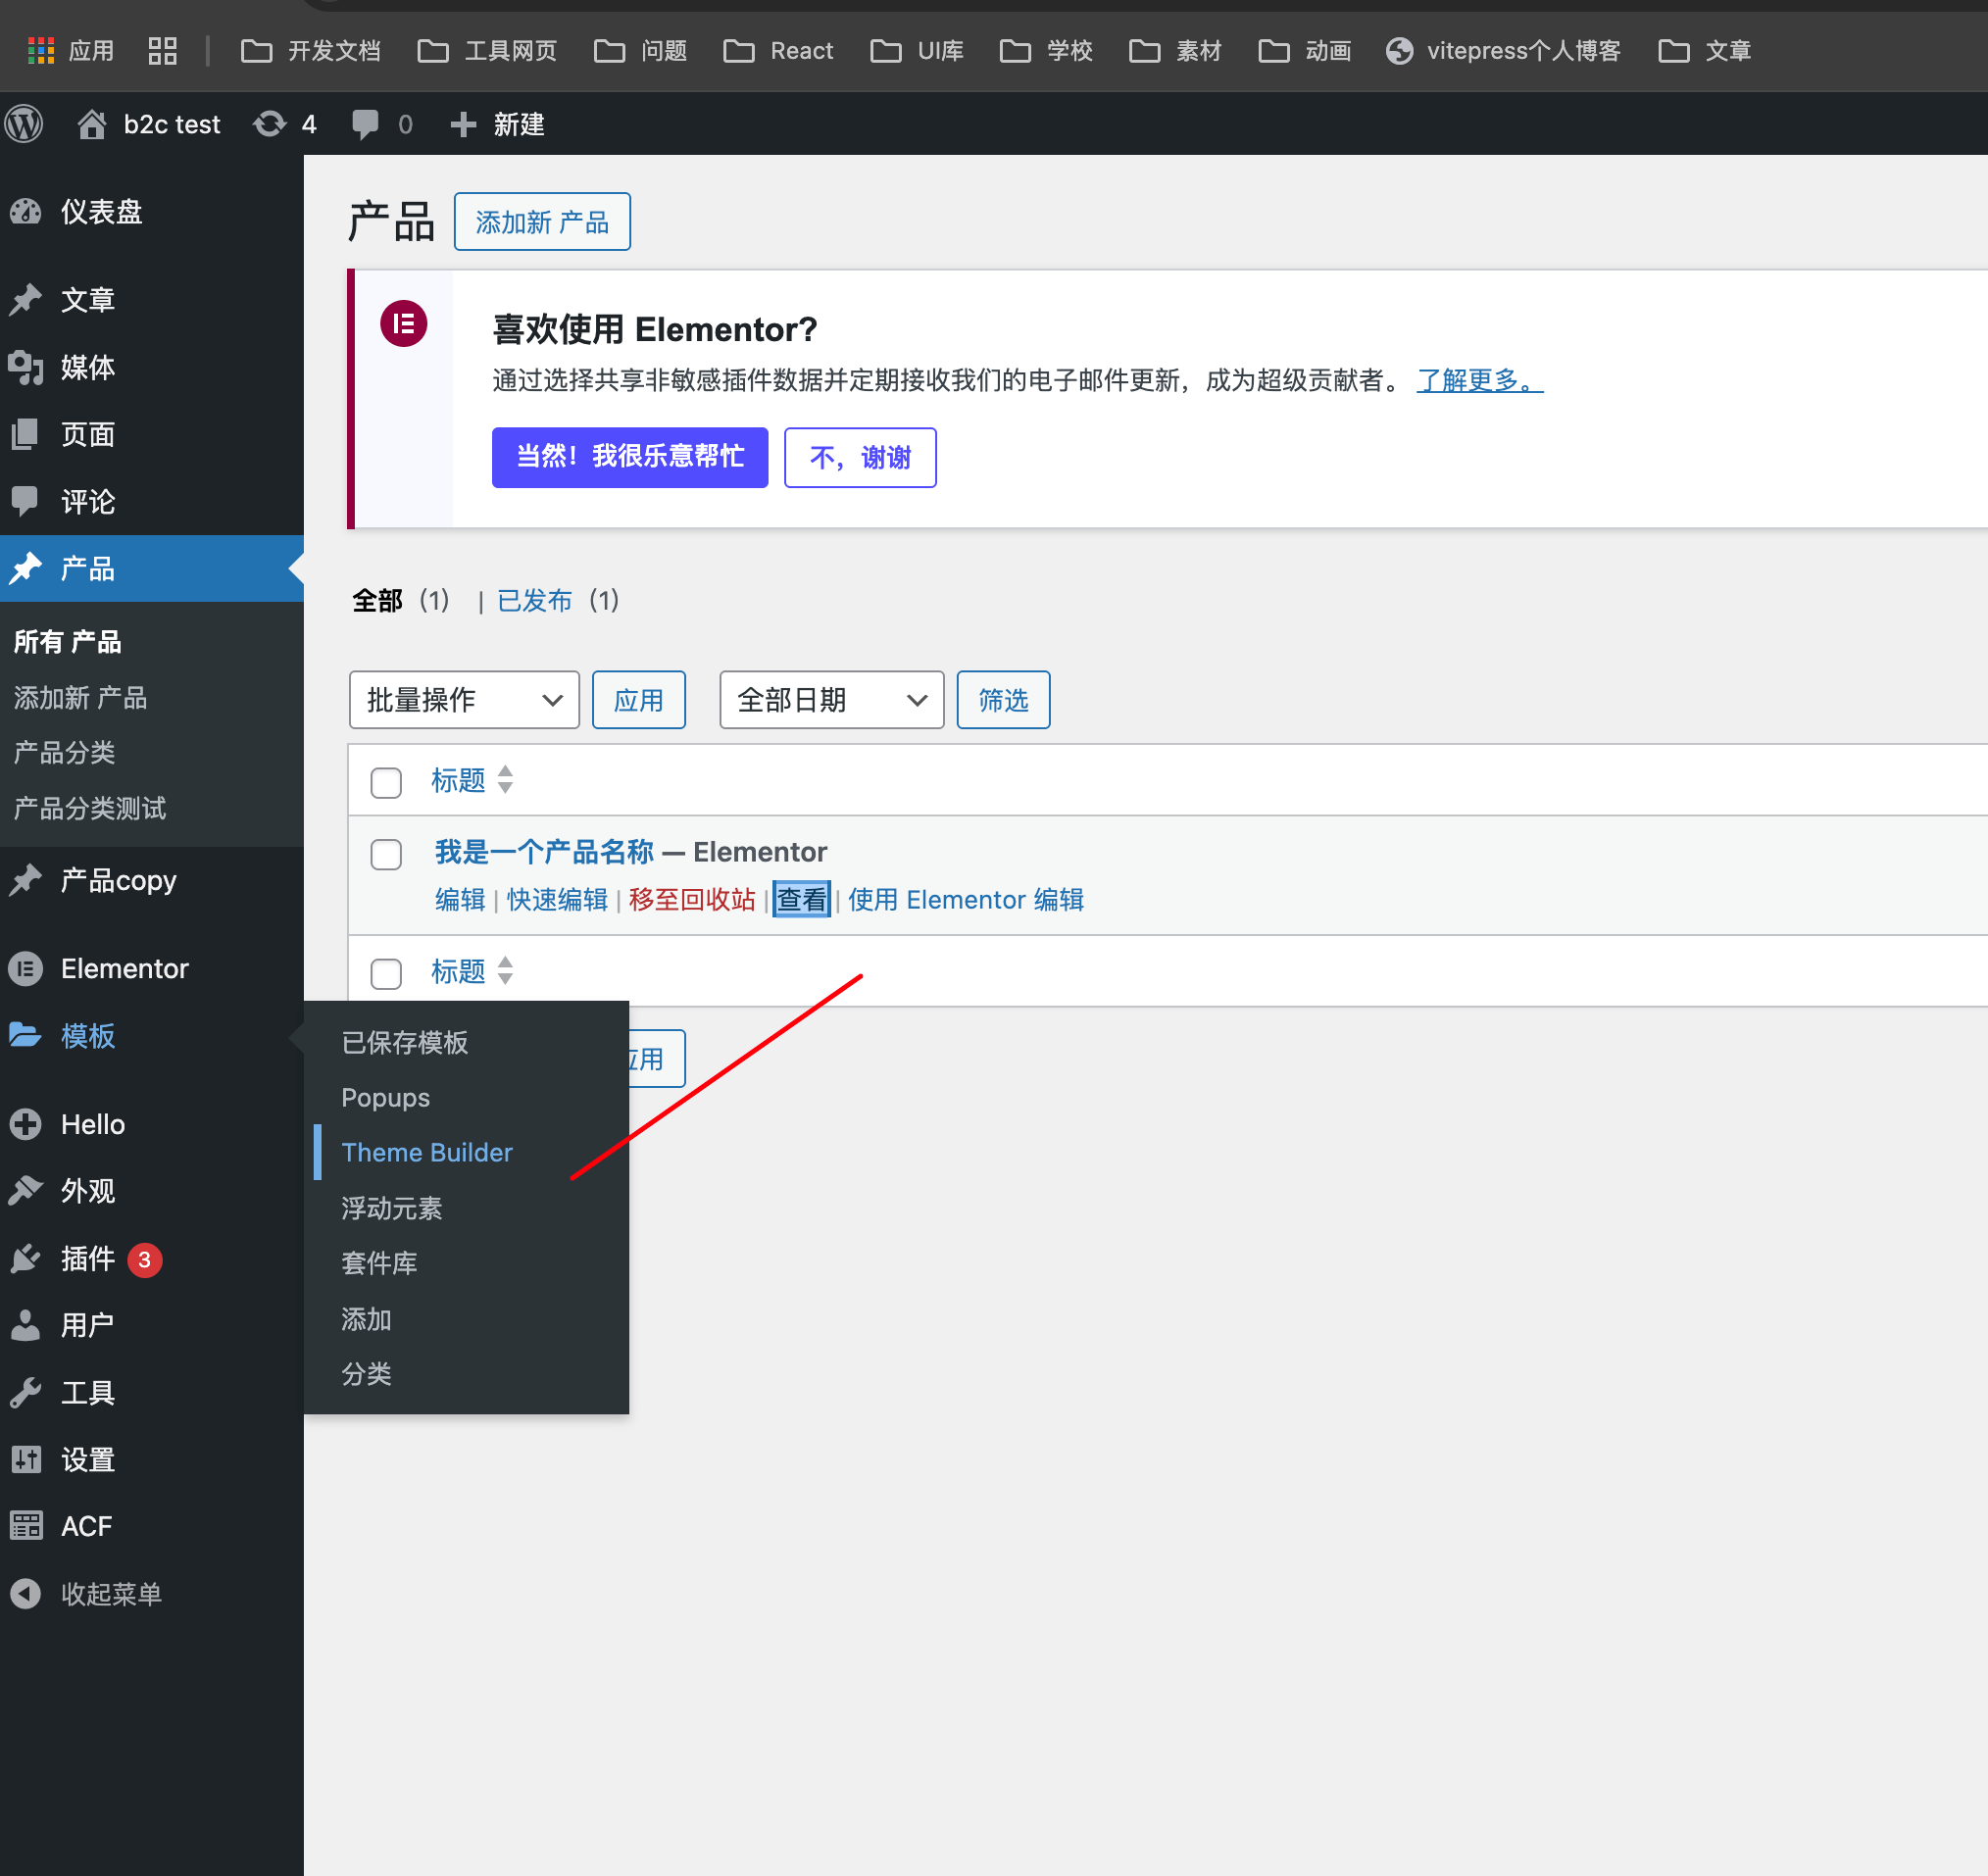 应用 开发文档 工具网页 问题 React UI库 学校 素材 动画 vitepress个人博客 文章
b2c test 4 0 新建
仪表盘
文章
媒体
页面
评论
产品
所有 产品
添加新 产品
产品分类
产品分类测试
产品copy
Elementor
模板
Hello
外观
插件 3
用户
工具
设置
ACF
收起菜单
产品 添加新 产品
喜欢使用 Elementor?
通过选择共享非敏感插件数据并定期接收我们的电子邮件更新，成为超级贡献者。 了解更多。
当然！我很乐意帮忙 不，谢谢
全部 (1) | 已发布 (1)
批量操作 应用 全部日期 筛选
标题
我是一个产品名称 — Elementor
编辑 | 快速编辑 | 移至回收站 | 查看 | 使用 Elementor 编辑
标题
应用
已保存模板
Popups
Theme Builder
浮动元素
套件库
添加
分类